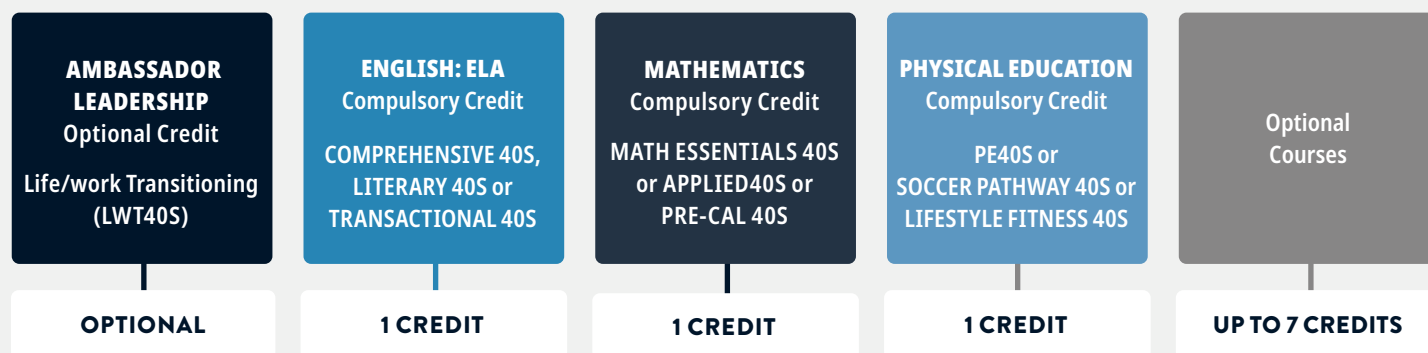 AMBASSADOR
LEADERSHIP
Optional Credit
Life/work Transitioning
(LWT40S)
OPTIONAL
ENGLISH: ELA
Compulsory Credit
COMPREHENSIVE 40S,
LITERARY 40S or
TRANSACTIONAL 40S
1 CREDIT
MATHEMATICS
Compulsory Credit
MATH ESSENTIALS 40S
or APPLIED40S or
PRE-CAL 40S
1 CREDIT
PHYSICAL EDUCATION
Compulsory Credit
PE40S or
SOCCER PATHWAY 40S or
LIFESTYLE FITNESS 40S
1 CREDIT
Optional
Courses
UP TO 7 CREDITS